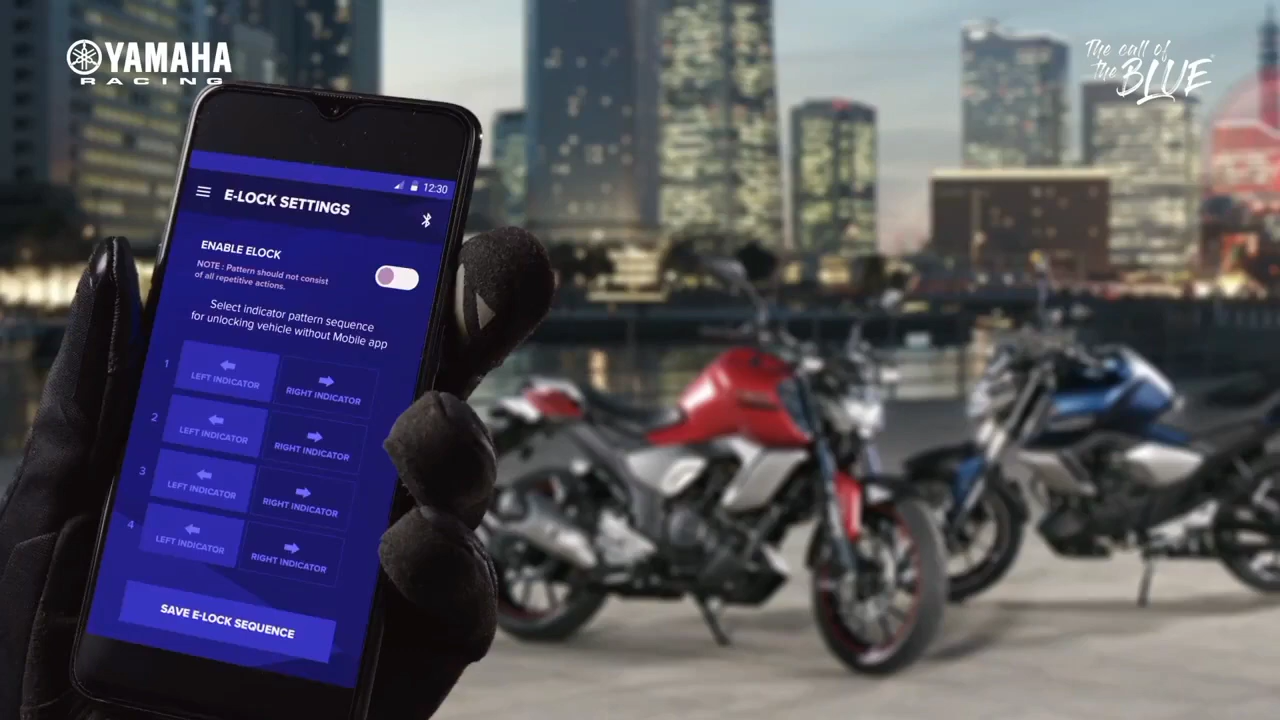 YAMAHA
RACING
The call of
the BLUE
12:30
E-LOCK SETTINGS
ENABLE ELOCK
NOTE : Pattern should not consist
of all repetitive actions.
Select indicator pattern sequence
for unlocking vehicle without Mobile app
1 LEFT INDICATOR RIGHT INDICATOR
2 LEFT INDICATOR RIGHT INDICATOR
3 LEFT INDICATOR RIGHT INDICATOR
4 LEFT INDICATOR RIGHT INDICATOR
SAVE E-LOCK SEQUENCE